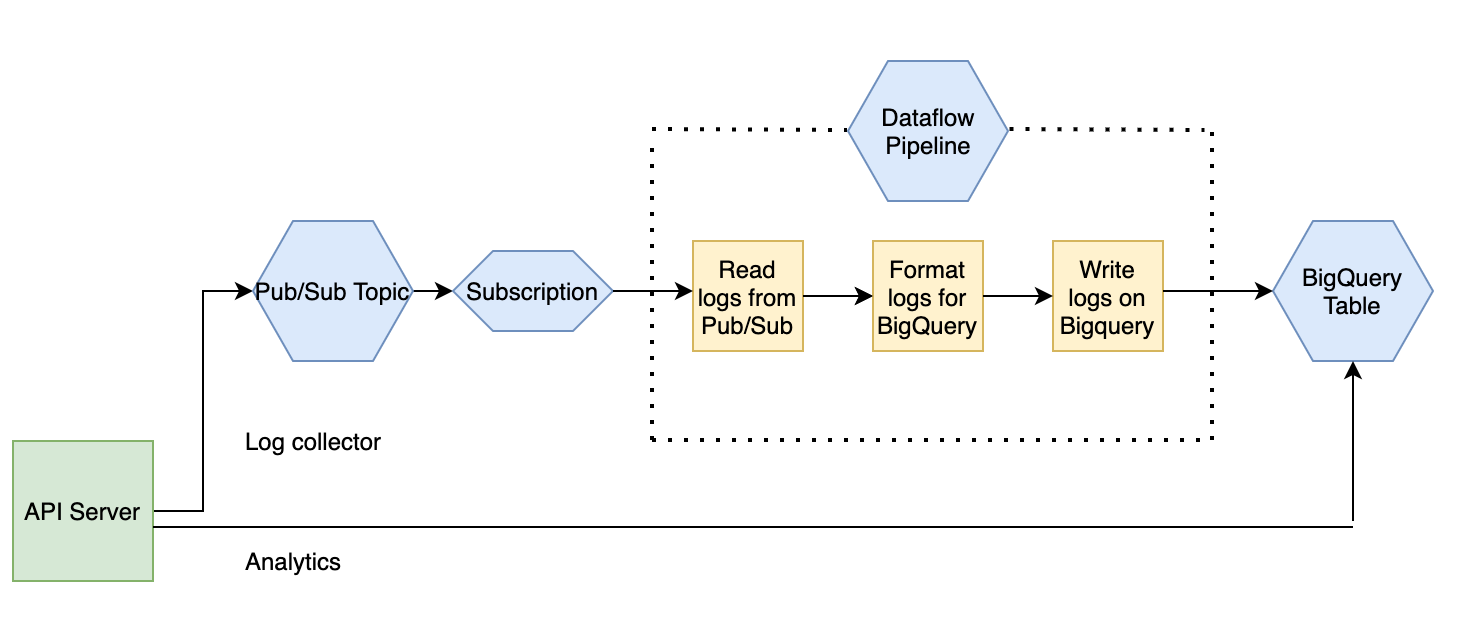 Dataflow
Pipeline
Pub/Sub Topic
Subscription
Read
logs from
Pub/Sub
Format
logs for
BigQuery
Write
logs on
Bigquery
BigQuery
Table
Log collector
API Server
Analytics